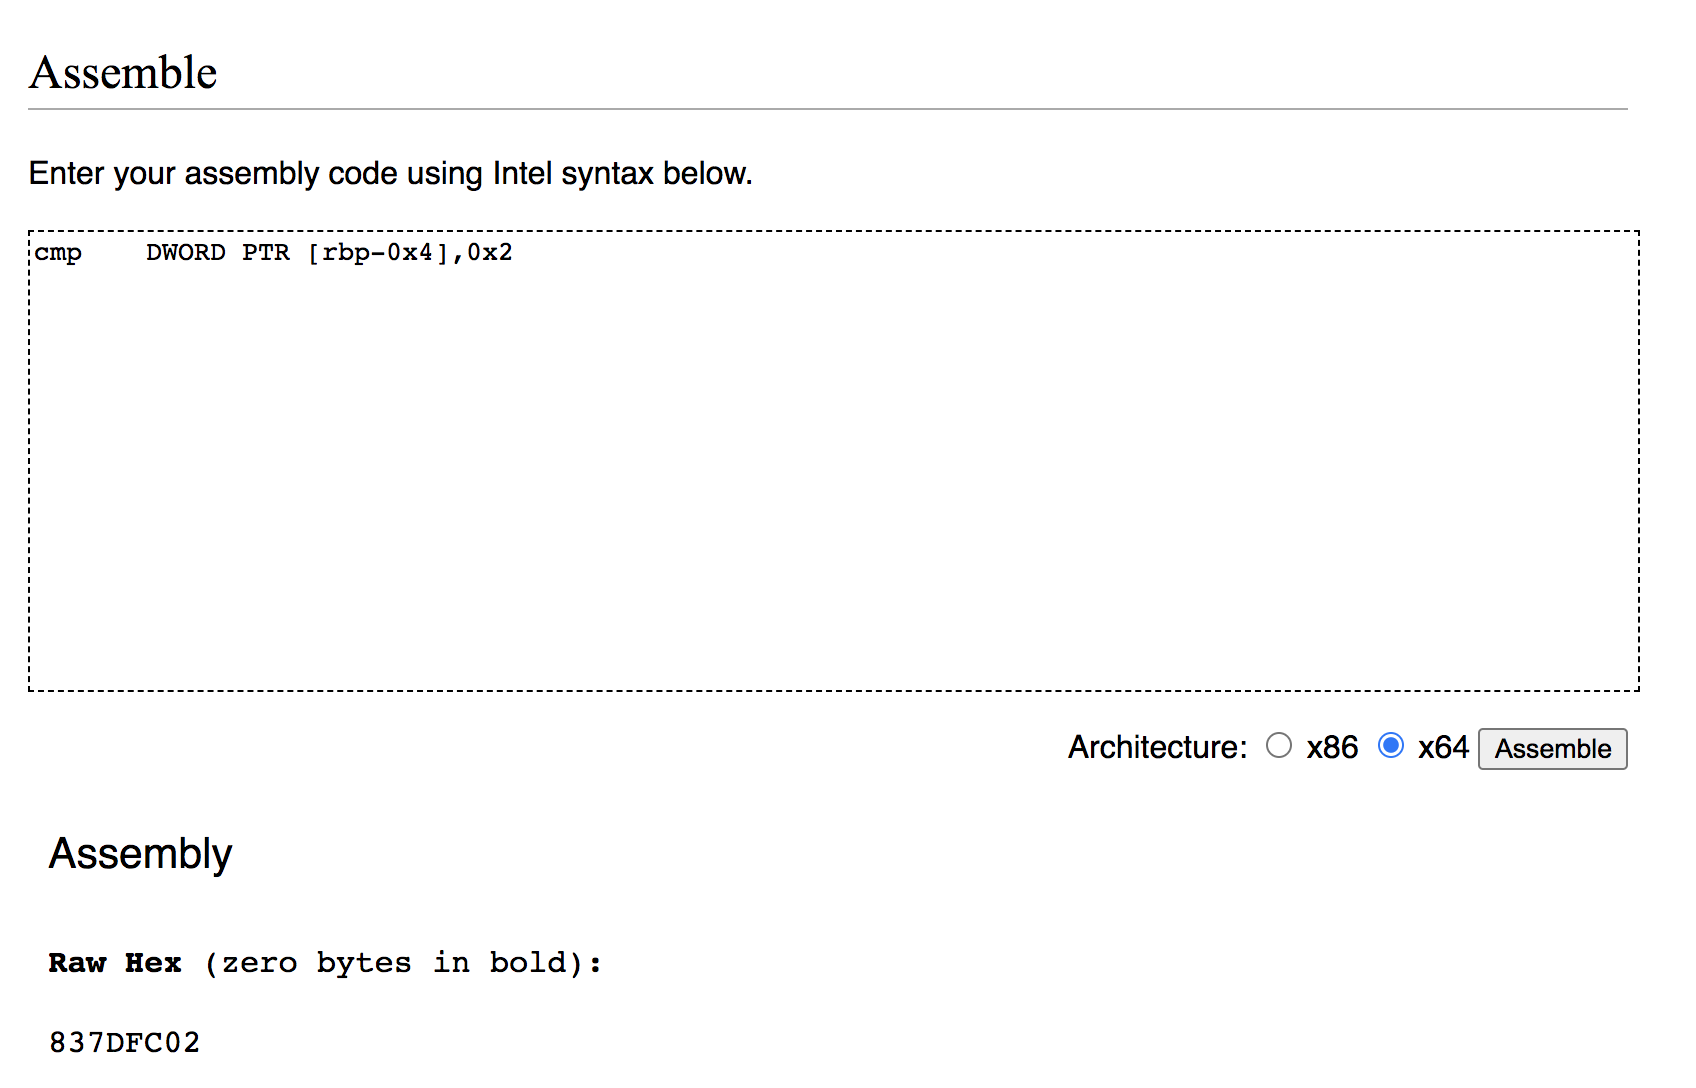 Assemble
Enter your assembly code using Intel syntax below.
cmp    DWORD PTR [rbp-0x4],0x2
Architecture: x86 x64 Assemble
Assembly
Raw Hex (zero bytes in bold):
837DFC02